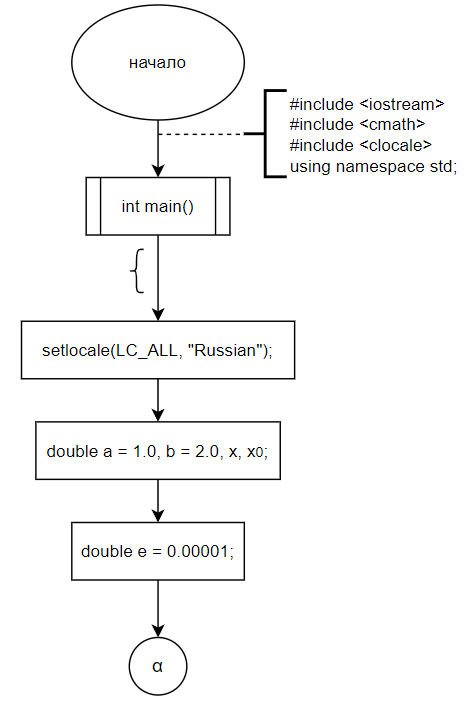 начало
#include <iostream>
#include <cmath>
#include <clocale>
using namespace std;
int main()
{
setlocale(LC_ALL, "Russian");
double a = 1.0, b = 2.0, x, x0;
double e = 0.00001;
α